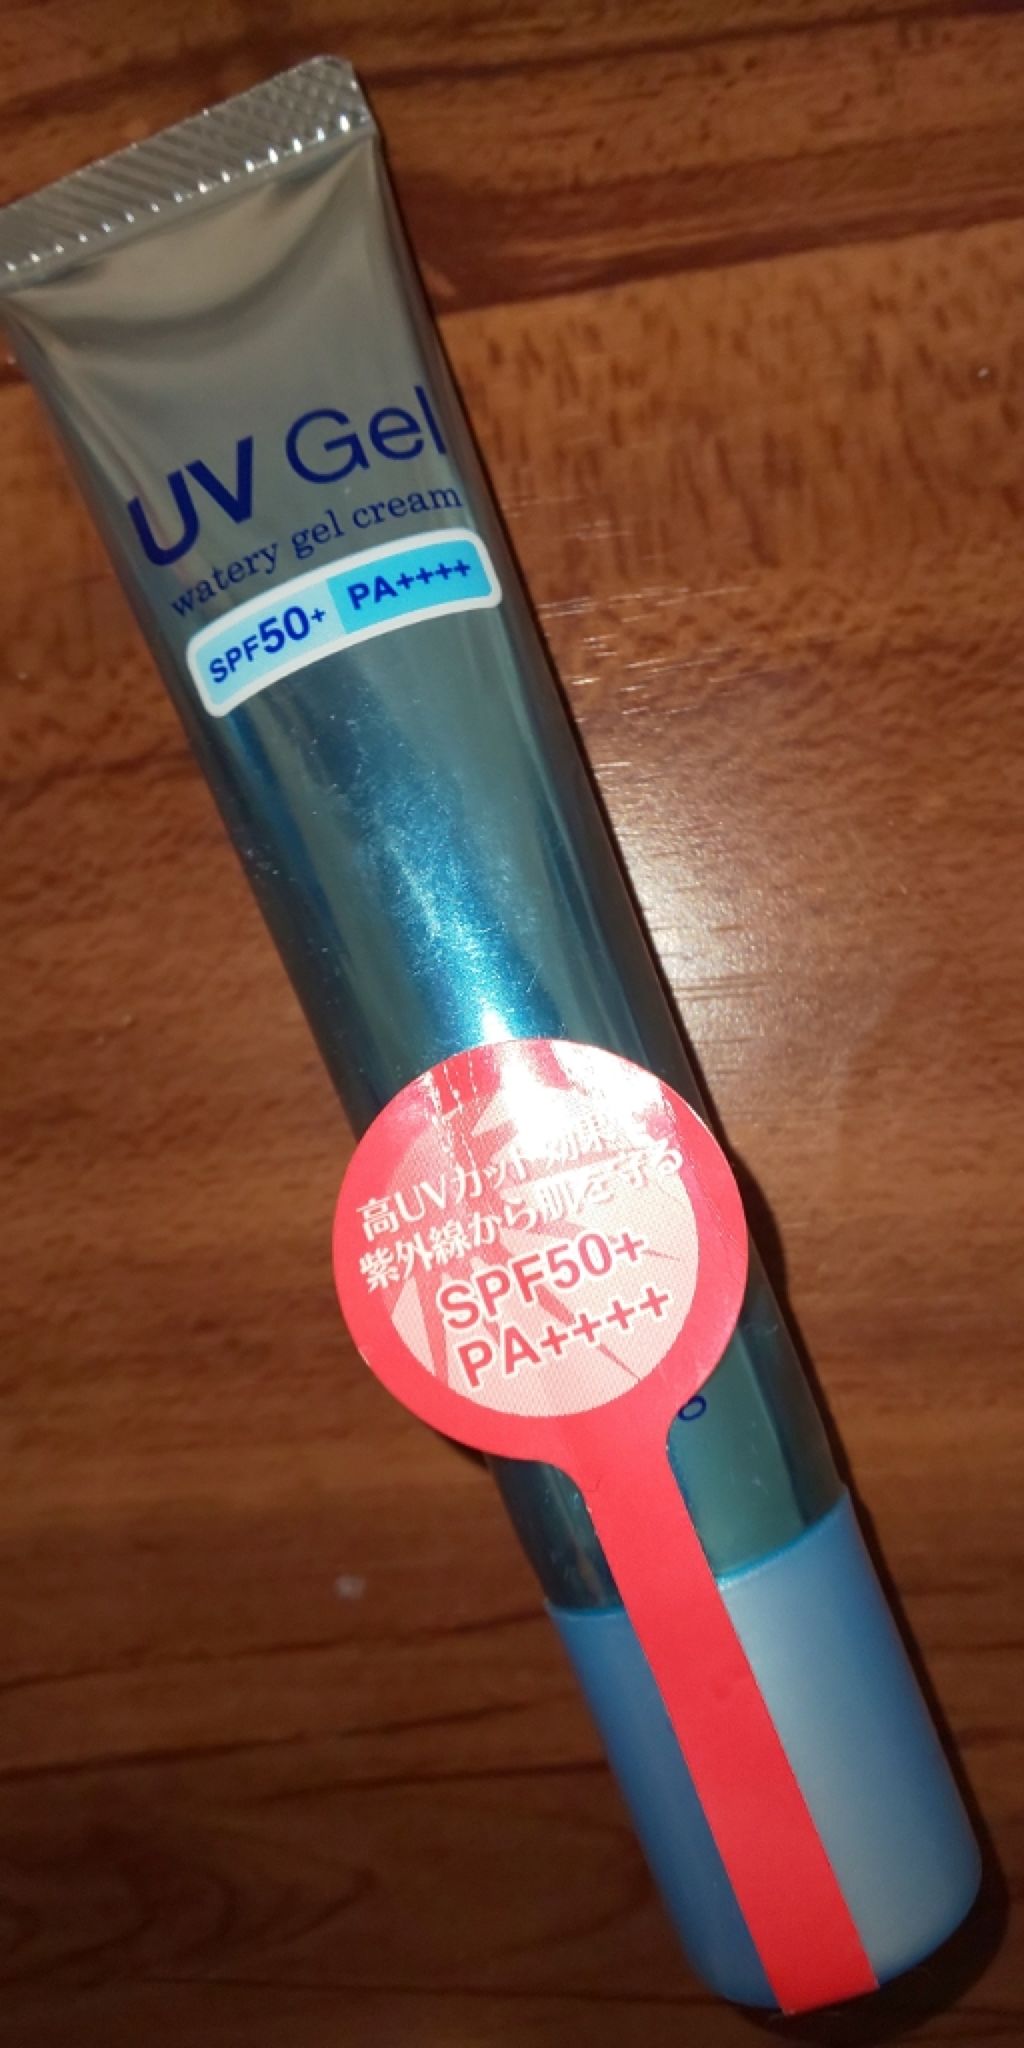 UV Gel
watery gel cream
SPF50+ PA++++
高UVカット効果で
紫外線から肌を守る
SPF50+
PA++++